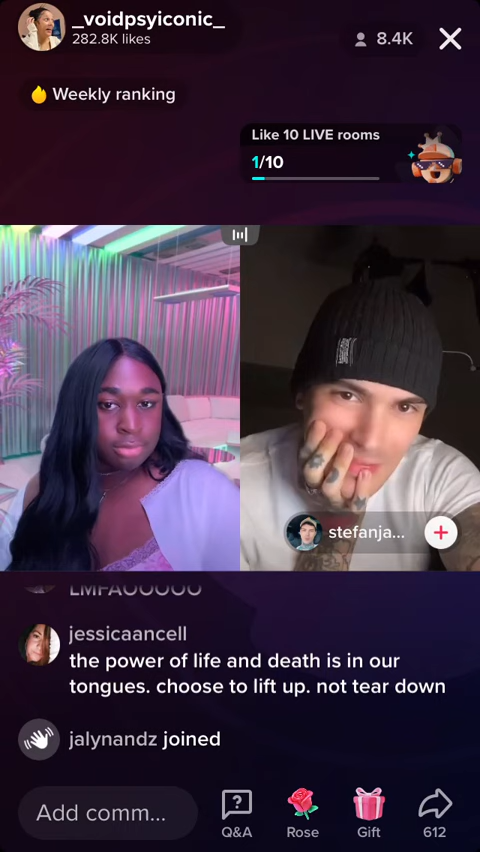 _voidpsyiconic_
282.8K likes
8.4K
Weekly ranking
Like 10 LIVE rooms
1/10
stefanja...
LMFAOOOOO
jessicaancell
the power of life and death is in our
tongues. choose to lift up. not tear down
jalynandz joined
Add comm...
Q&A
Rose
Gift
612